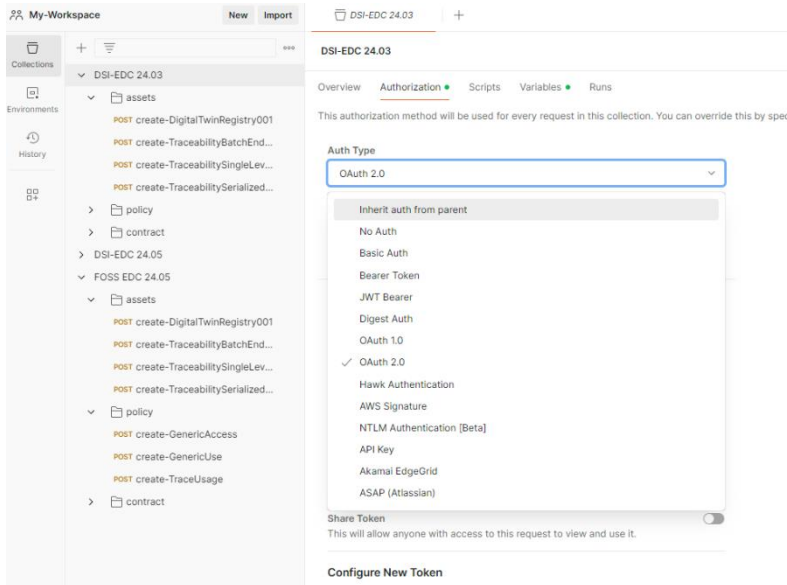 My-Workspace
New
Import
Collections
Environments
History
DSI-EDC 24.03
assets
POST create-DigitalTwinRegistry001
POST create-TraceabilityBatchEnd...
POST create-TraceabilitySingleLev...
POST create-TraceabilitySerialized...
policy
contract
DSI-EDC 24.05
FOSS EDC 24.05
assets
POST create-DigitalTwinRegistry001
POST create-TraceabilityBatchEnd...
POST create-TraceabilitySingleLev...
POST create-TraceabilitySerialized...
policy
POST create-GenericAccess
POST create-GenericUse
POST create-TraceUsage
contract
DSI-EDC 24.03
DSI-EDC 24.03
Overview Authorization Scripts Variables Runs
This authorization method will be used for every request in this collection. You can override this by spec
Auth Type
OAuth 2.0
Inherit auth from parent
No Auth
Basic Auth
Bearer Token
JWT Bearer
Digest Auth
OAuth 1.0
OAuth 2.0
Hawk Authentication
AWS Signature
NTLM Authentication [Beta]
API Key
Akamai EdgeGrid
ASAP (Atlassian)
Share Token
This will allow anyone with access to this request to view and use it.
Configure New Token